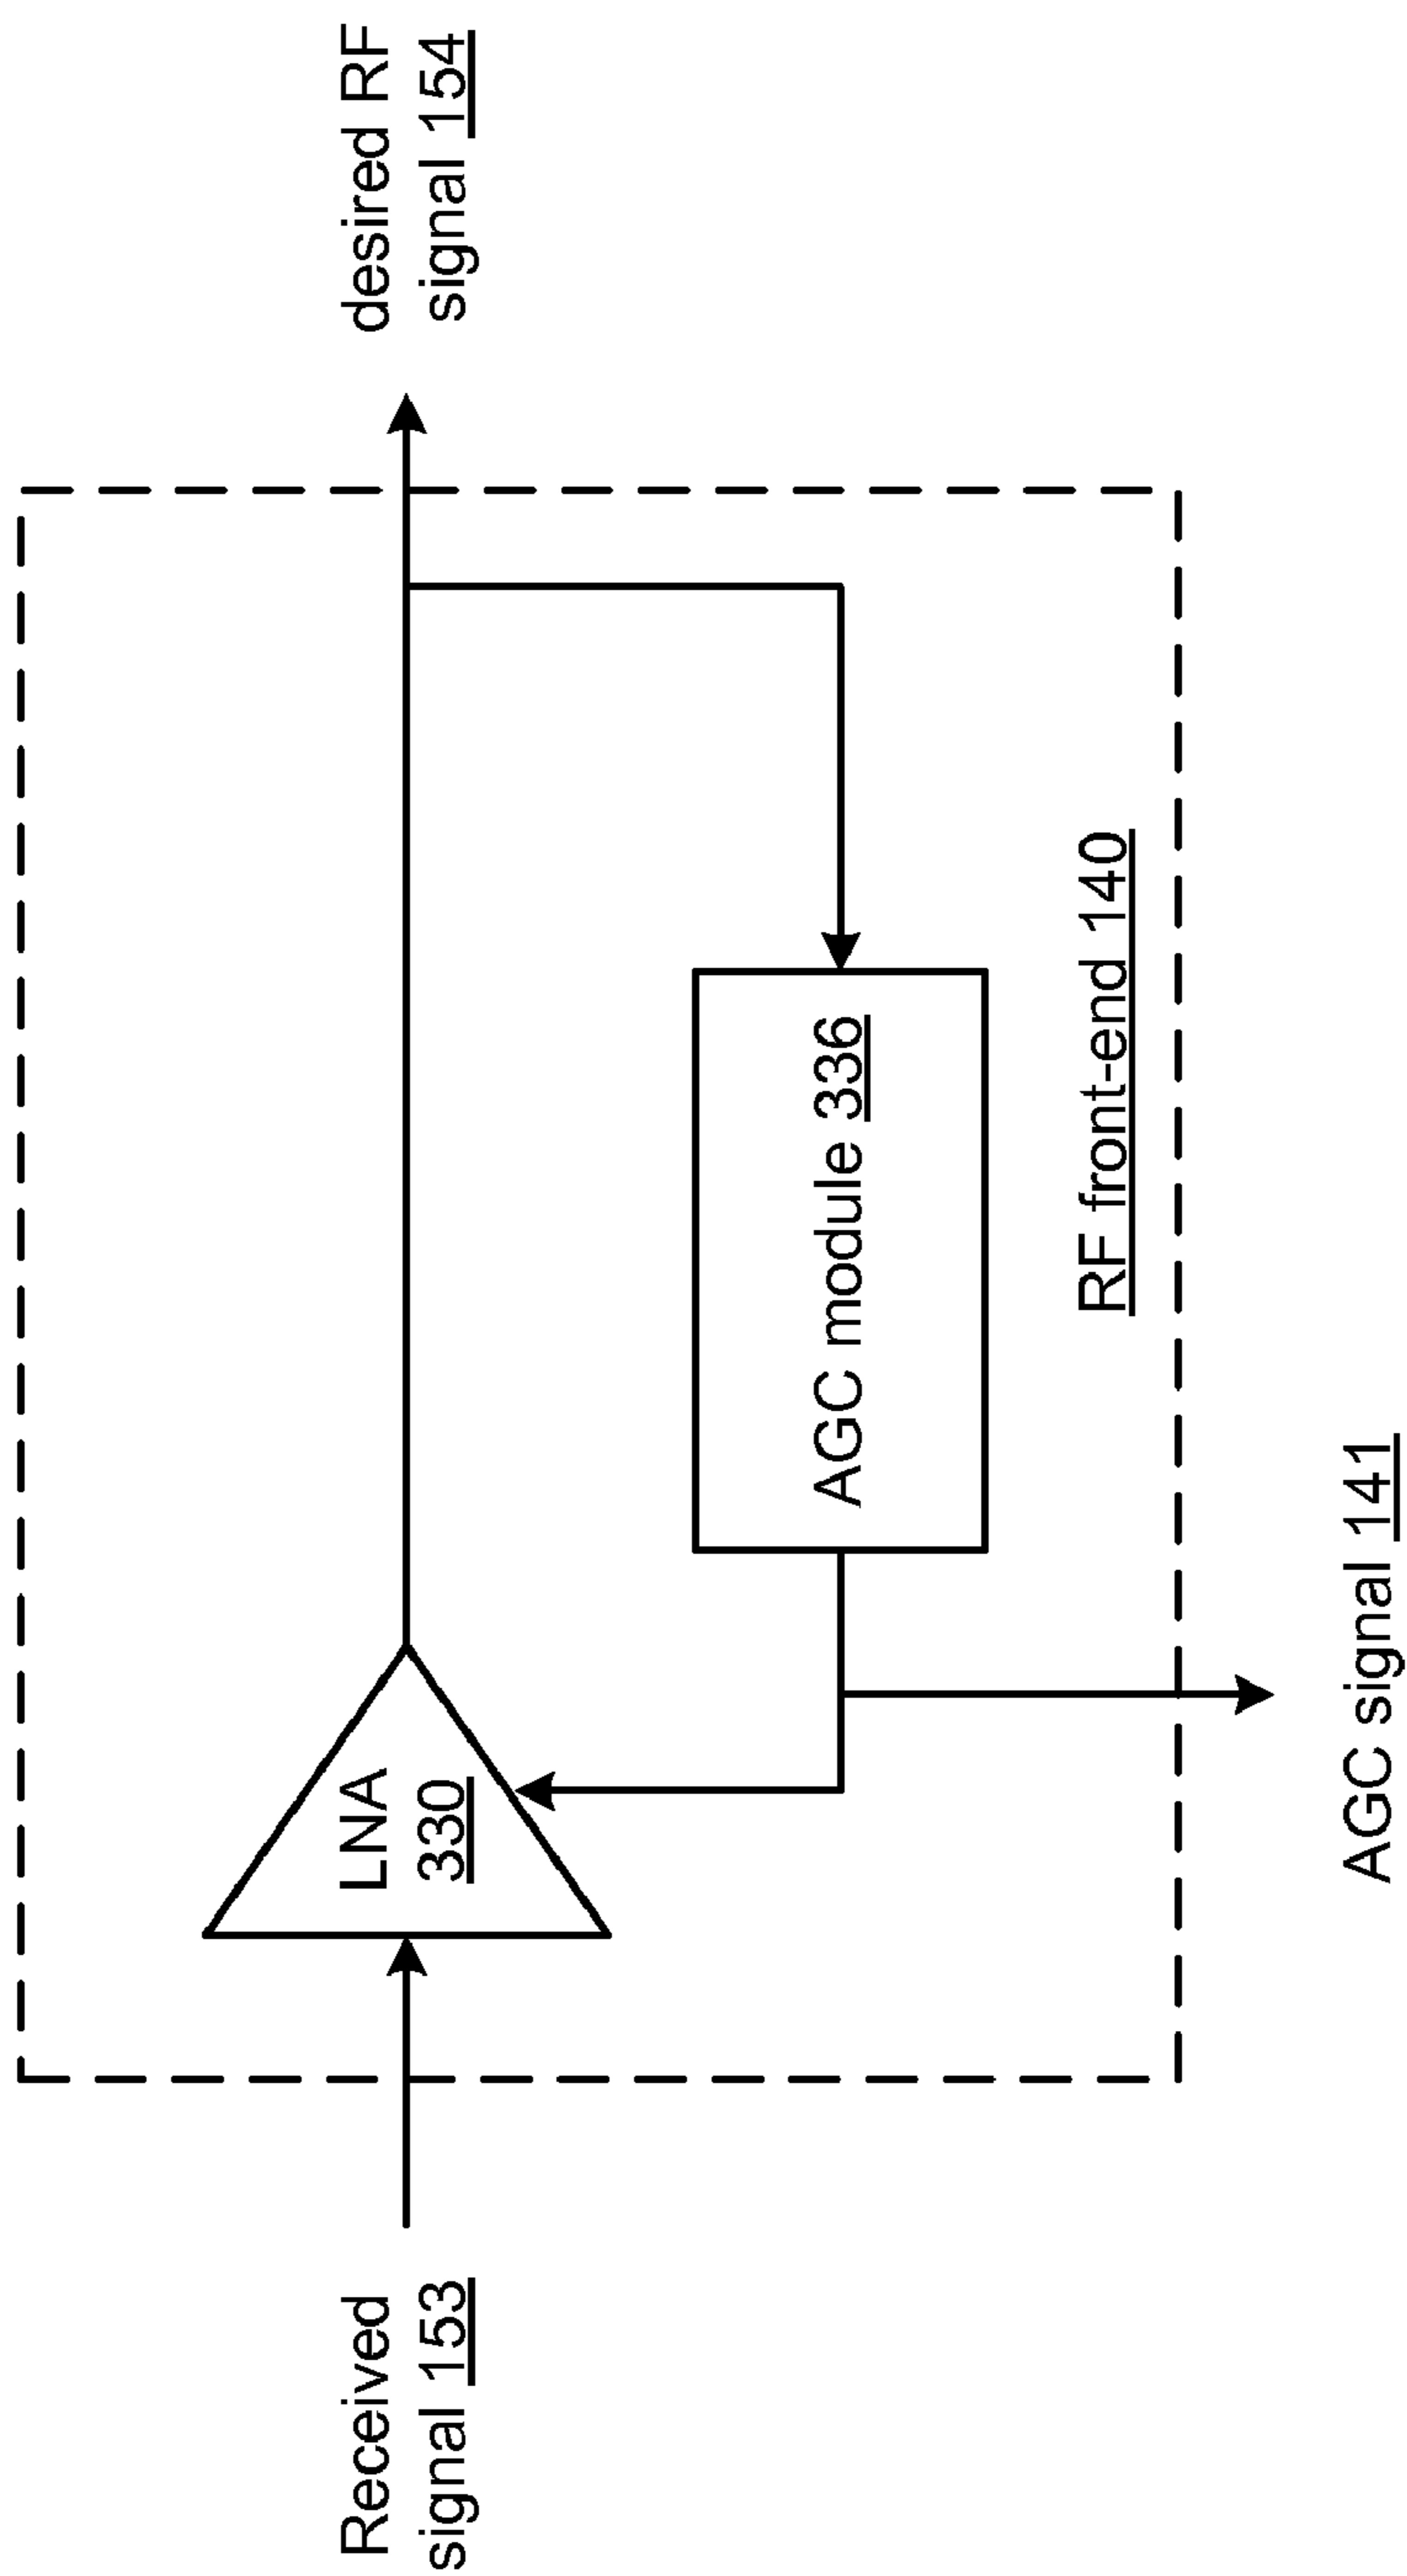 Received
signal 153
LNA
330
desired RF
signal 154
AGC module 336
RF front-end 140
AGC signal 141